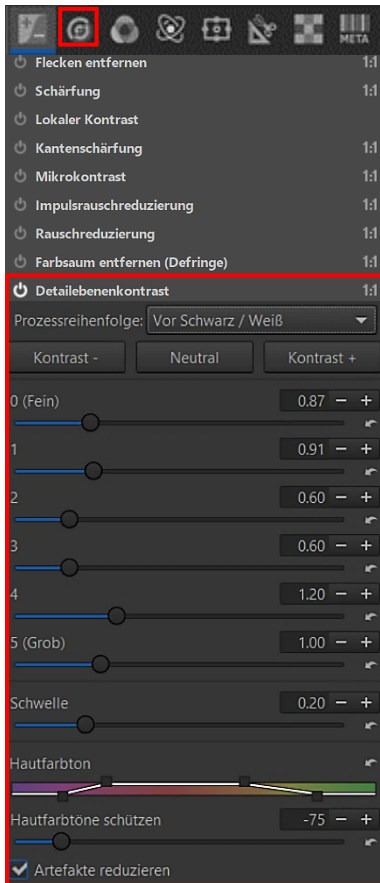 META
Flecken entfernen 1:1
Schärfung 1:1
Lokaler Kontrast
Kantenschärfung 1:1
Mikrokontrast 1:1
Impulsrauschreduzierung 1:1
Rauschreduzierung 1:1
Farbsaum entfernen (Defringe) 1:1
Detailebenenkontrast 1:1
Prozessreihenfolge: Vor Schwarz / Weiß
Kontrast - Neutral Kontrast +
0 (Fein) 0.87 − +
1 0.91 − +
2 0.60 − +
3 0.60 − +
4 1.20 − +
5 (Grob) 1.00 − +
Schwelle 0.20 − +
Hautfarbton
Hautfarbtöne schützen -75 − +
Artefakte reduzieren